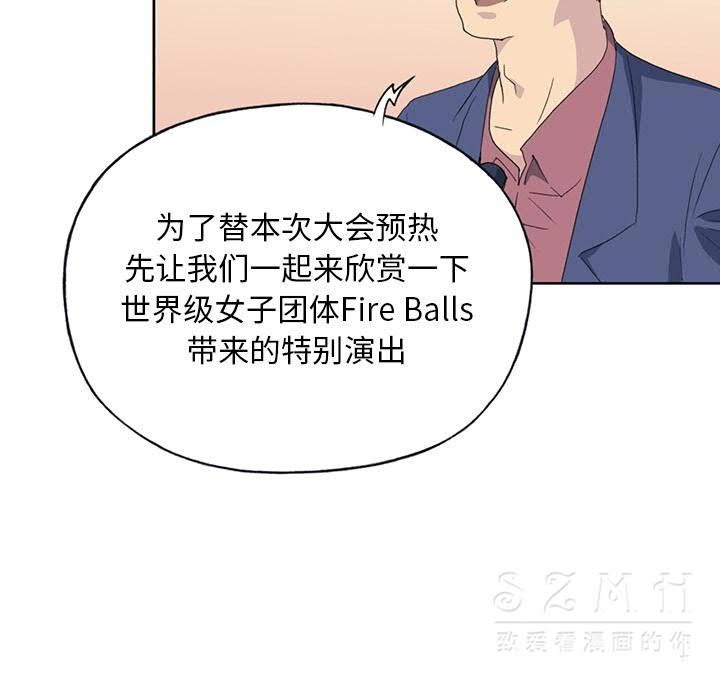 为了替本次大会预热
先让我们一起来欣赏一下
世界级女子团体Fire Balls
带来的特别演出
SZMH
致爱看漫画的你